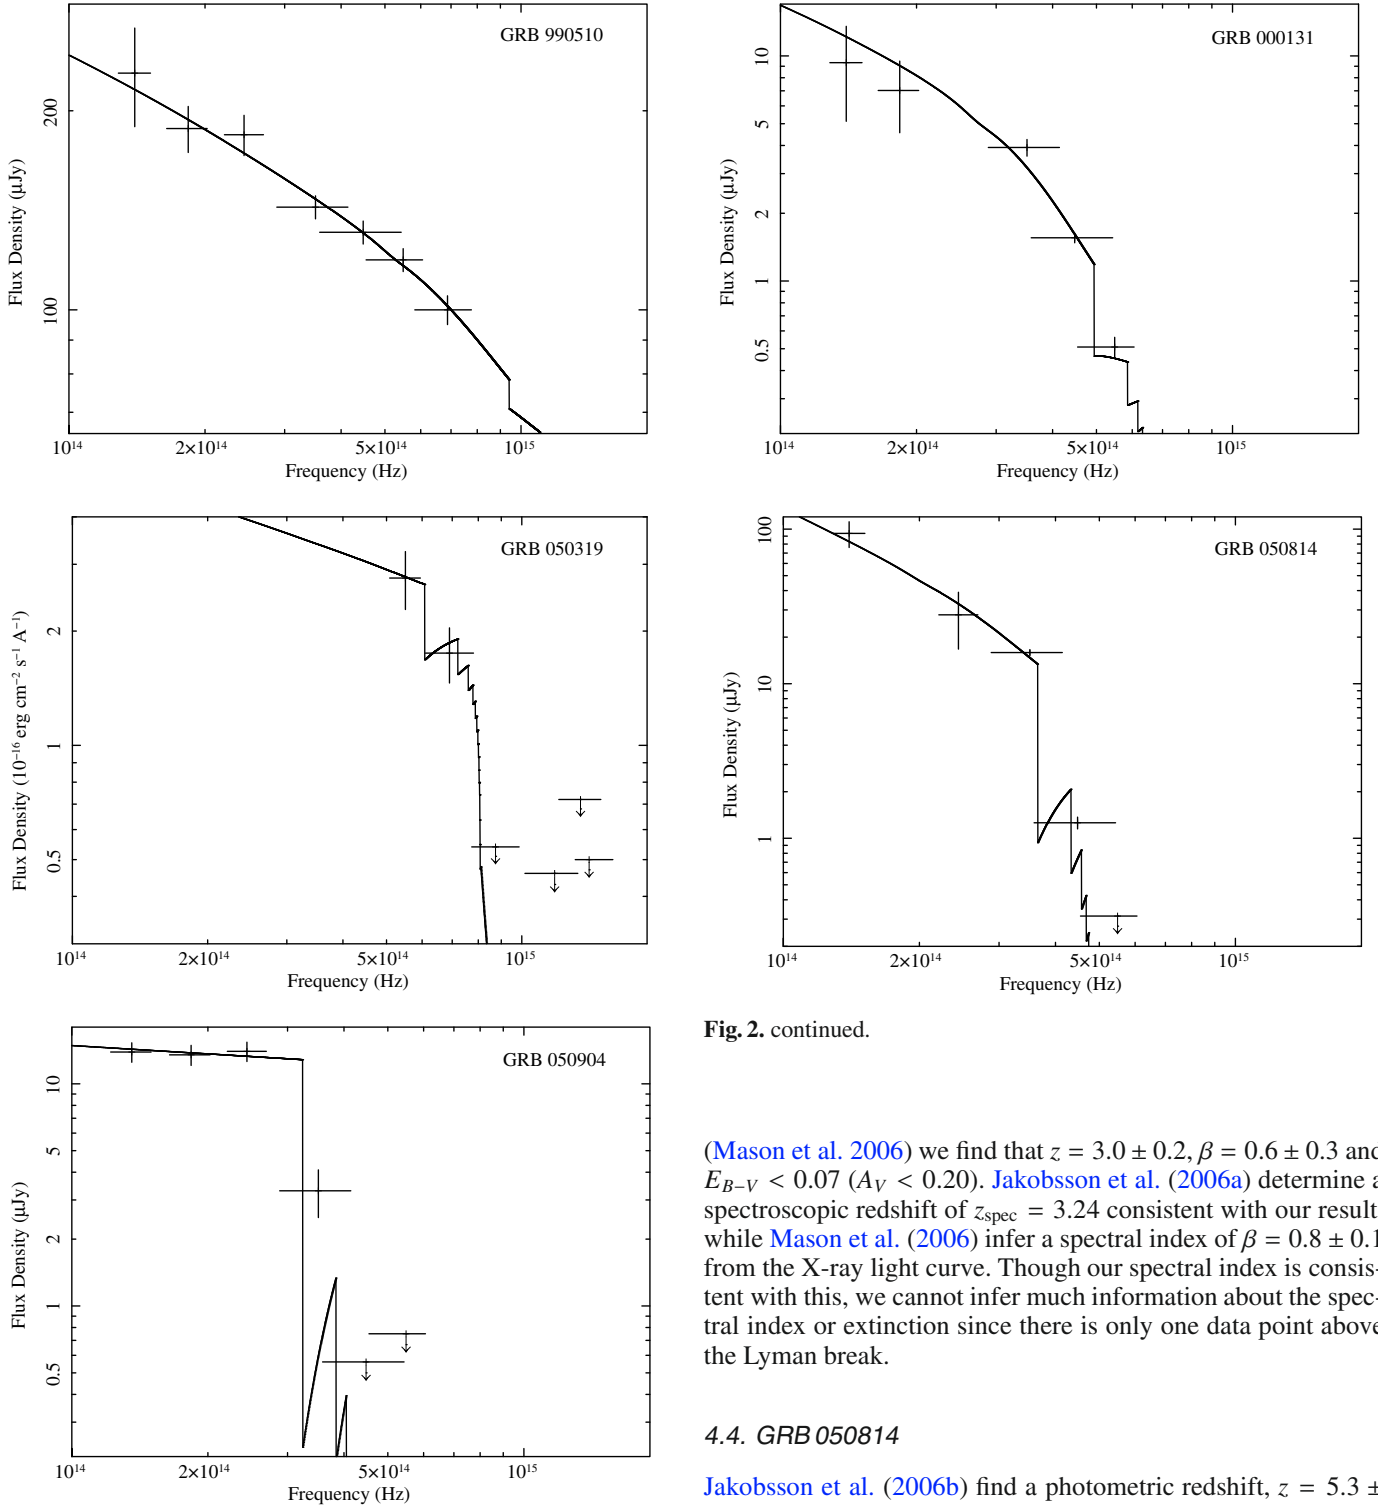 GRB 990510
200
100
Flux Density (μJy)
10¹⁴ 2×10¹⁴ 5×10¹⁴ 10¹⁵
Frequency (Hz)
GRB 000131
10
5
2
1
0.5
Flux Density (μJy)
10¹⁴ 2×10¹⁴ 5×10¹⁴ 10¹⁵
Frequency (Hz)
GRB 050319
2
1
0.5
Flux Density (10⁻¹⁶ erg cm⁻² s⁻¹ A⁻¹)
10¹⁴ 2×10¹⁴ 5×10¹⁴ 10¹⁵
Frequency (Hz)
GRB 050814
100
10
1
Flux Density (μJy)
10¹⁴ 2×10¹⁴ 5×10¹⁴ 10¹⁵
Frequency (Hz)
GRB 050904
10
5
2
1
0.5
Flux Density (μJy)
10¹⁴ 2×10¹⁴ 5×10¹⁴ 10¹⁵
Frequency (Hz)
Fig. 2. continued.
(Mason et al. 2006) we find that z = 3.0 ± 0.2, β = 0.6 ± 0.3 and
E_{B−V} < 0.07 (A_V < 0.20). Jakobsson et al. (2006a) determine a
spectroscopic redshift of z_spec = 3.24 consistent with our result
while Mason et al. (2006) infer a spectral index of β = 0.8 ± 0.1
from the X-ray light curve. Though our spectral index is consis-
tent with this, we cannot infer much information about the spec-
tral index or extinction since there is only one data point above
the Lyman break.
4.4. GRB 050814
Jakobsson et al. (2006b) find a photometric redshift, z = 5.3 ±